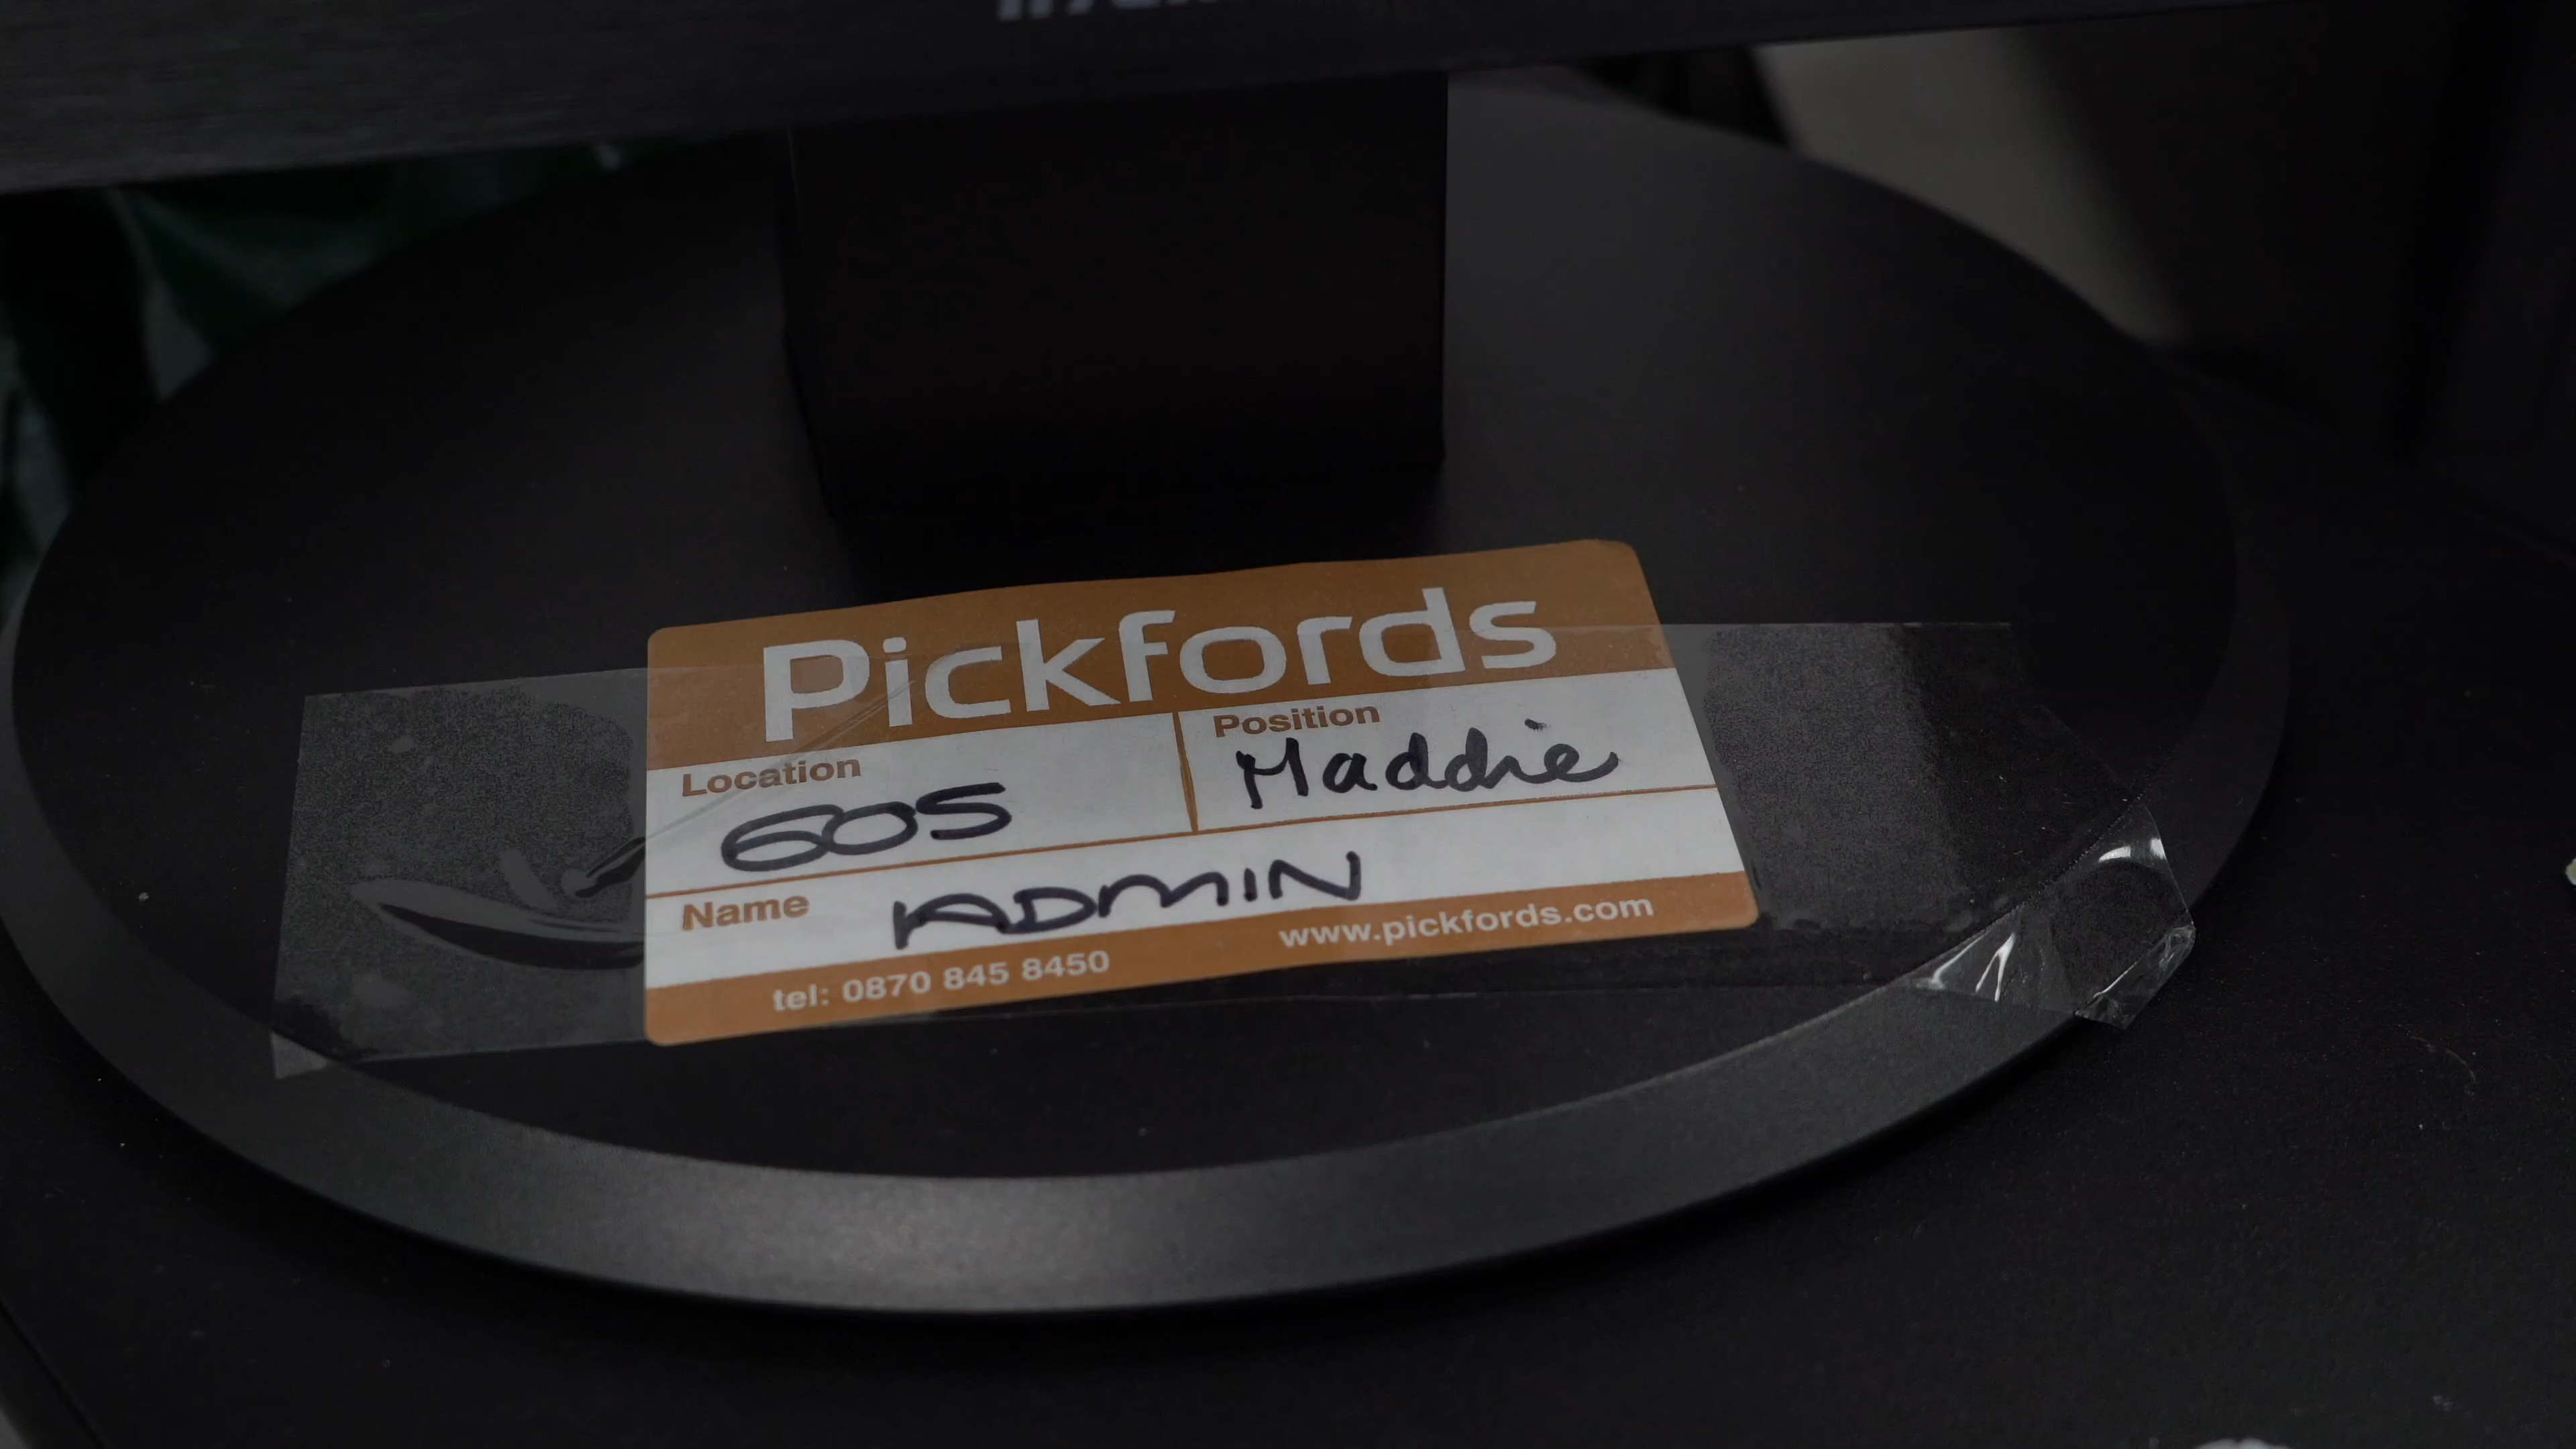 Pickfords
Location
605
Position
Maddie
Name
ADMIN
tel: 0870 845 8450
www.pickfords.com